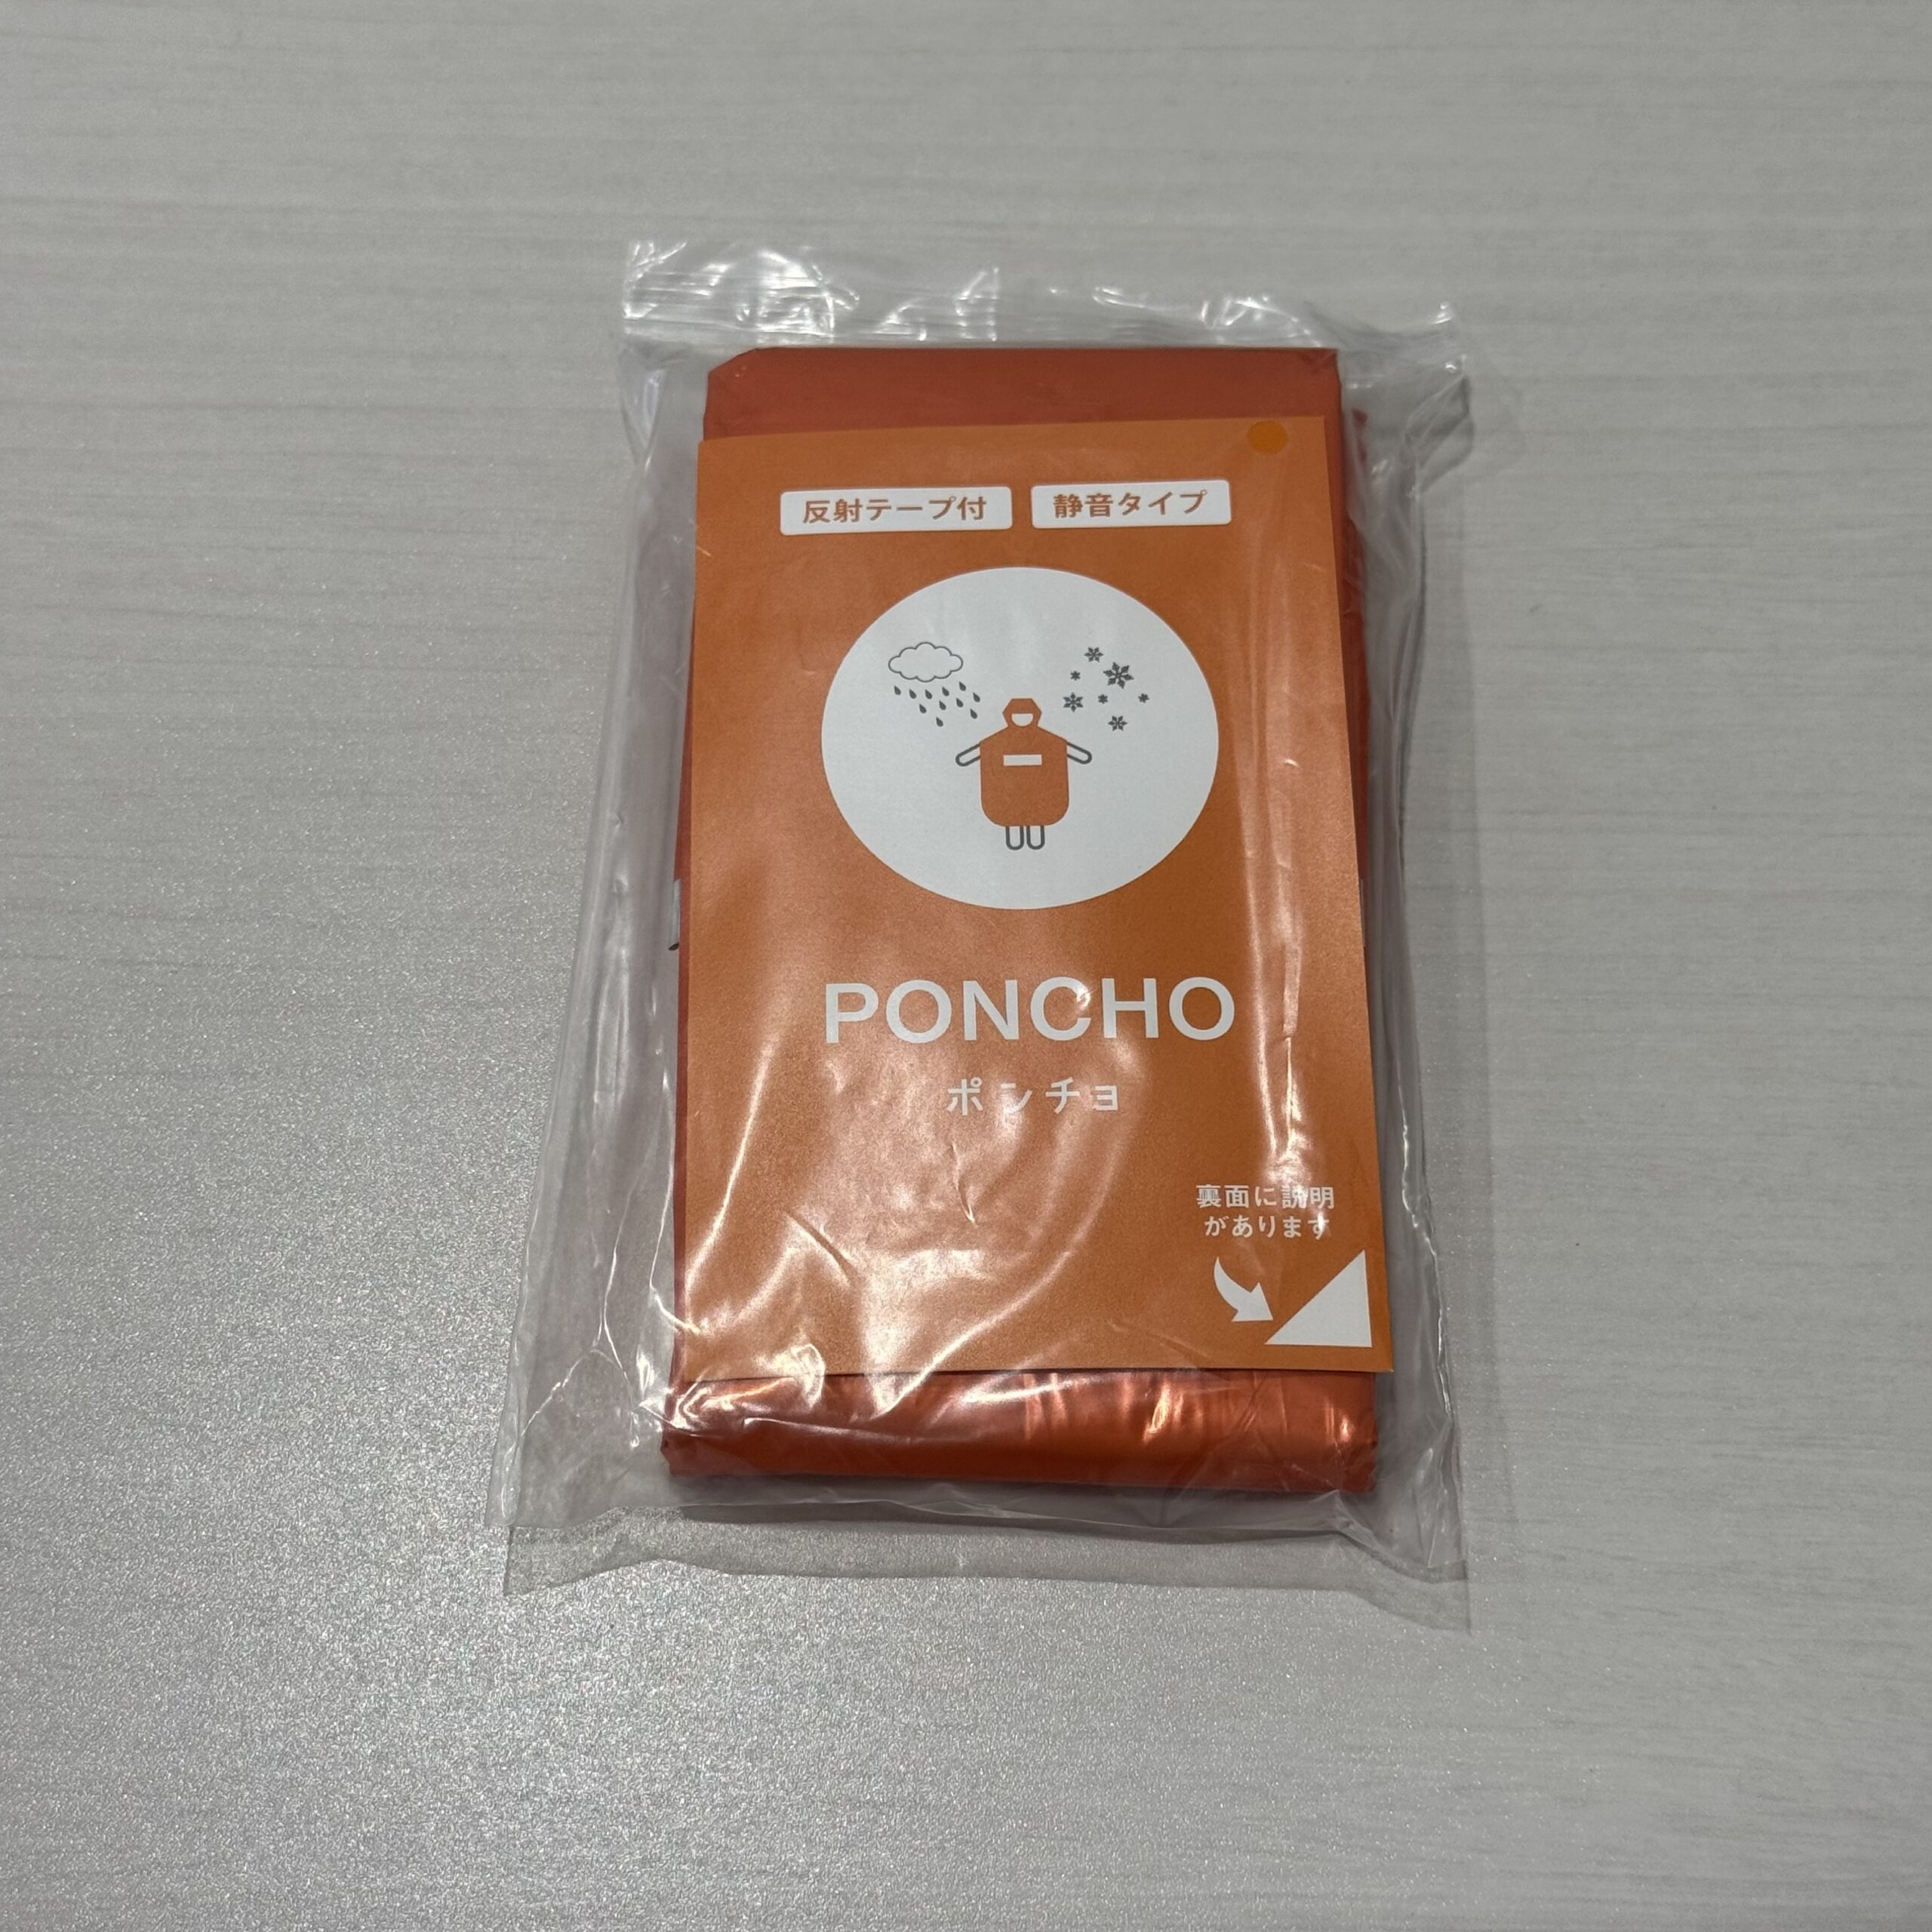 反射テープ付
静音タイプ
PONCHO
ポンチョ
裏面に説明
があります